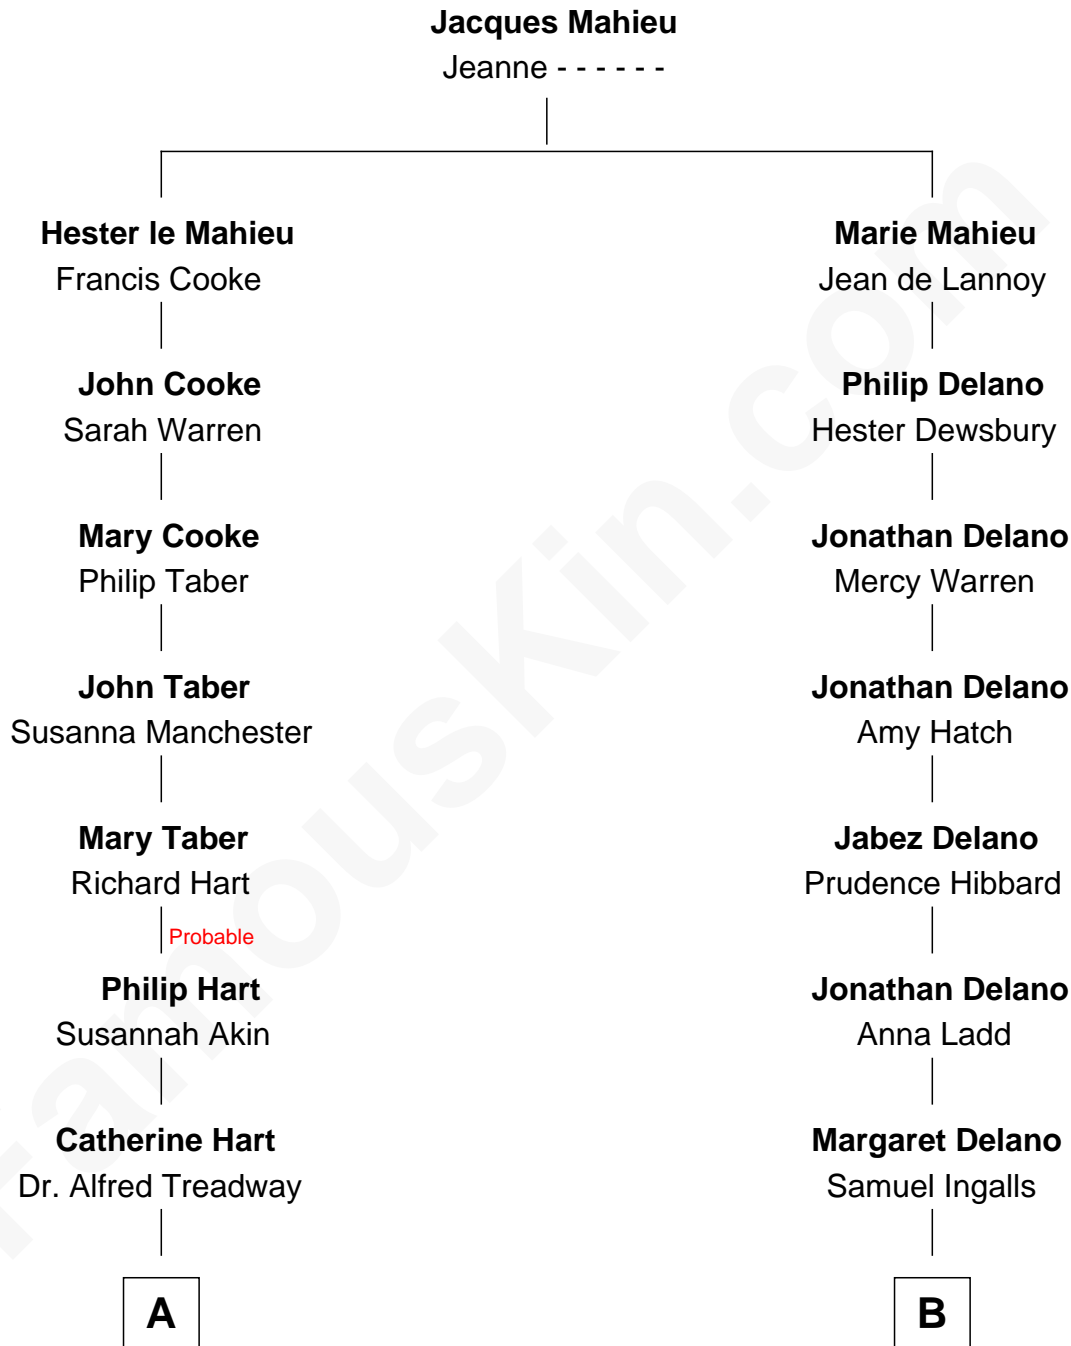 Jacques Mahieu
Jeanne - - - - - -
Hester le Mahieu
Francis Cooke
Marie Mahieu
Jean de Lannoy
John Cooke
Sarah Warren
Philip Delano
Hester Dewsbury
Mary Cooke
Philip Taber
Jonathan Delano
Mercy Warren
John Taber
Susanna Manchester
Jonathan Delano
Amy Hatch
Mary Taber
Richard Hart
Jabez Delano
Prudence Hibbard
Probable
Philip Hart
Susannah Akin
Jonathan Delano
Anna Ladd
Catherine Hart
Dr. Alfred Treadway
Margaret Delano
Samuel Ingalls
A
B
FamousKin.com